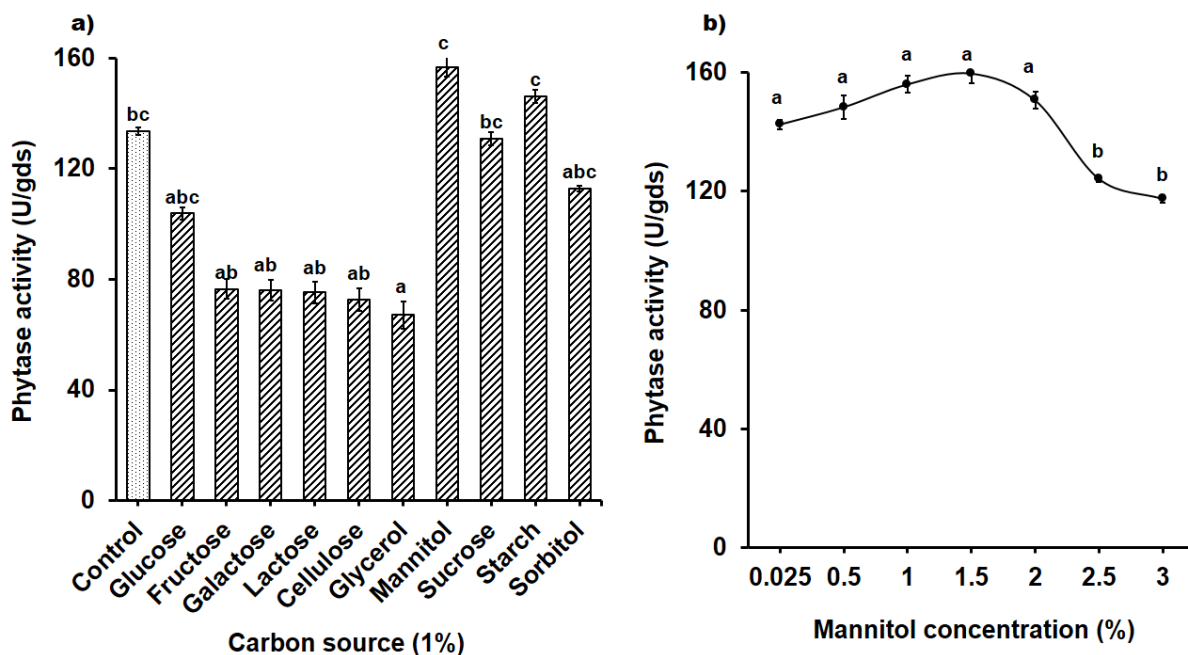 a)
Phytase activity (U/gds)
160
120
80
40
0
bc
abc
ab
ab
ab
ab
a
c
bc
c
abc
Control
Glucose
Fructose
Galactose
Lactose
Cellulose
Glycerol
Mannitol
Sucrose
Starch
Sorbitol
Carbon source (1%)
b)
Phytase activity (U/gds)
160
120
80
40
0
a
a
a
a
a
b
b
0.025 0.5 1 1.5 2 2.5 3
Mannitol concentration (%)